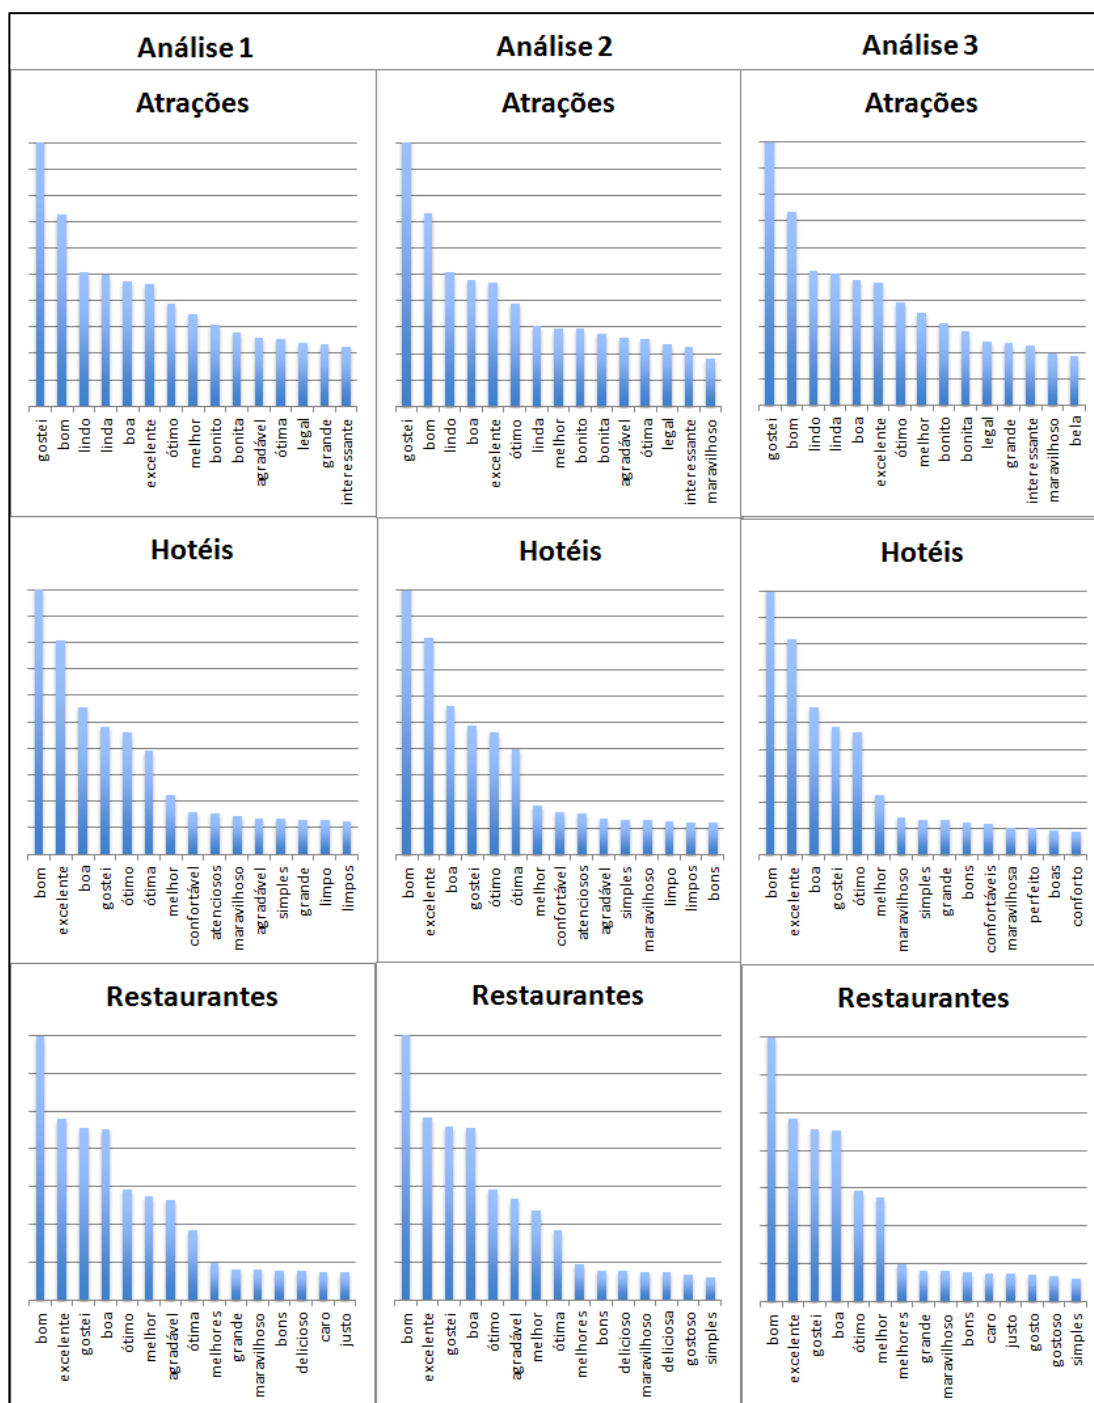 Análise 1
Análise 2
Análise 3
Atrações
Atrações
Atrações
gostei
bom
lindo
linda
boa
excelente
ótimo
melhor
bonito
bonita
agradável
ótima
legal
grande
interessante
gostei
bom
lindo
boa
excelente
ótimo
linda
melhor
bonito
bonita
agradável
ótima
legal
interessante
maravilhoso
gostei
bom
lindo
linda
boa
excelente
ótimo
melhor
bonito
bonita
legal
grande
interessante
maravilhoso
bela
Hotéis
Hotéis
Hotéis
bom
excelente
boa
gostei
ótimo
ótima
melhor
confortável
atenciosos
maravilhoso
agradável
simples
grande
limpo
limpos
bom
excelente
boa
gostei
ótimo
ótima
melhor
confortável
atenciosos
agradável
simples
maravilhoso
limpo
limpos
bons
bom
excelente
boa
gostei
ótimo
melhor
maravilhoso
simples
grande
bons
confortáveis
maravilhosa
perfeito
boas
conforto
Restaurantes
Restaurantes
Restaurantes
bom
excelente
gostei
boa
ótimo
melhor
agradável
ótima
melhores
grande
maravilhoso
bons
delicioso
caro
justo
bom
excelente
gostei
boa
ótimo
agradável
melhor
ótima
melhores
bons
delicioso
maravilhoso
deliciosa
gostoso
simples
bom
excelente
gostei
boa
ótimo
melhor
melhores
grande
maravilhoso
bons
caro
justo
gosto
gostoso
simples